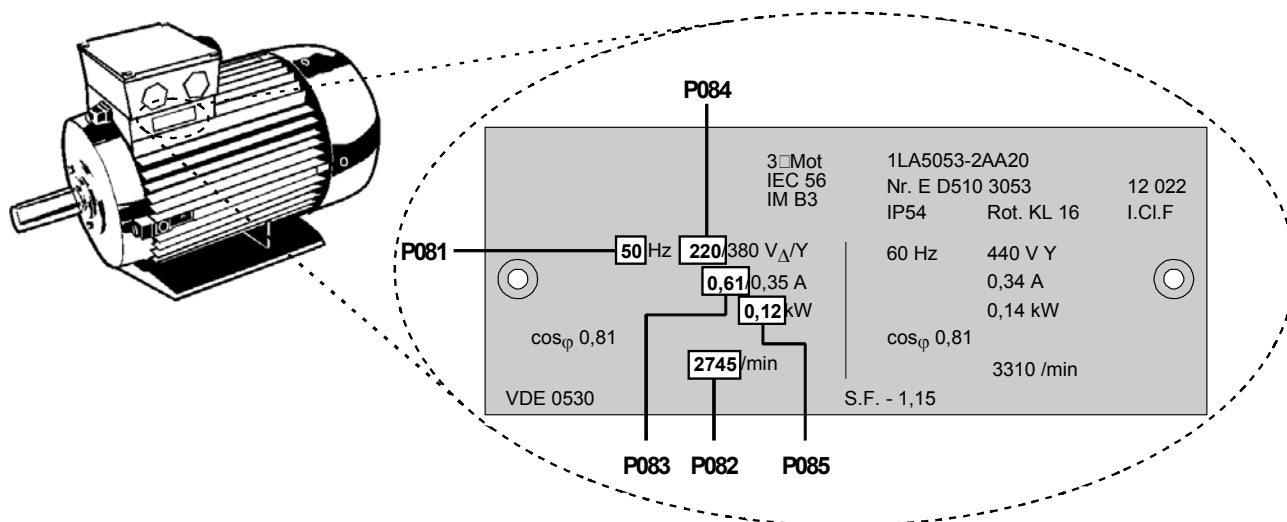 P084
3□Mot 1LA5053-2AA20
IEC 56 Nr. E D510 3053 12 022
IM B3 IP54 Rot. KL 16 I.Cl.F
P081 50 Hz 220/380 VΔ/Y 60 Hz 440 V Y
0,61/0,35 A 0,34 A
0,12 kW 0,14 kW
cosφ 0,81 cosφ 0,81
2745/min 3310 /min
VDE 0530 S.F. - 1,15
P083 P082 P085